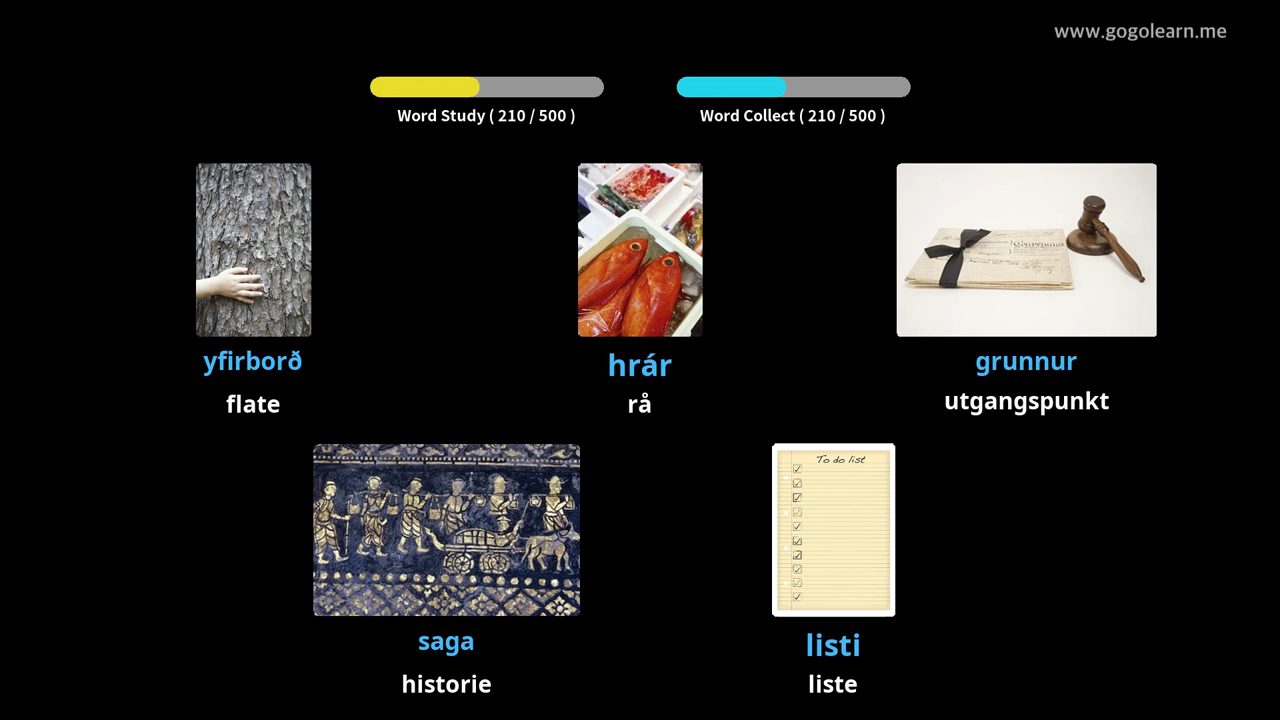 www.gogolearn.me
Word Study ( 210 / 500 )
Word Collect ( 210 / 500 )
yfirborð
hrár
grunnur
flate
rå
utgangspunkt
To do list
saga
listi
historie
liste